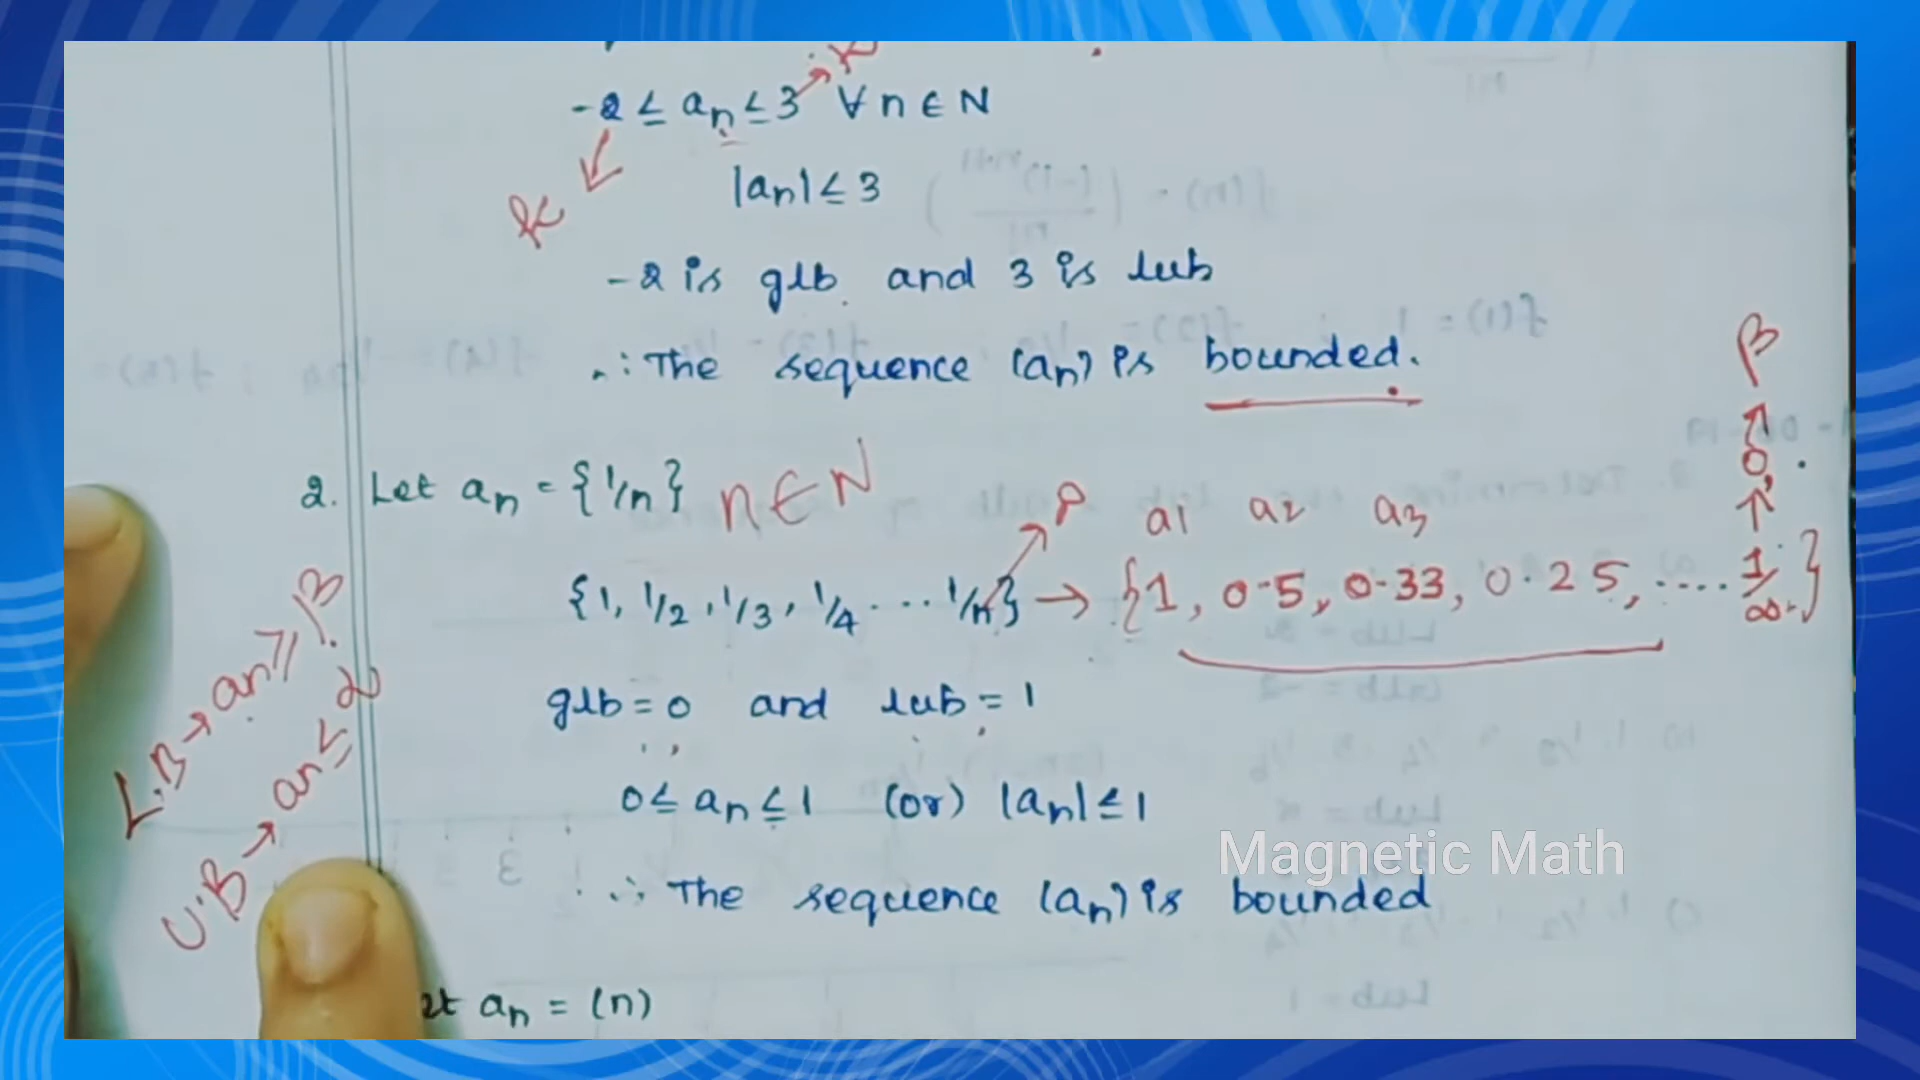 -2 ≤ an ≤ 3 ∀ n ∈ N
|an| ≤ 3
-2 is glb and 3 is lub
∴ The sequence (an) is bounded.
β
0,
2. Let an = {1/n} n∈N
a1 a2 a3
{1, 1/2, 1/3, 1/4 ... 1/n} → {1, 0.5, 0.33, 0.25, .... 1/∞}
L.B → an ≥ β
U.B → an ≤ α
glb = 0 and lub = 1
0 ≤ an ≤ 1 (or) |an| ≤ 1
Magnetic Math
∴ The sequence (an) is bounded
et an = (n)